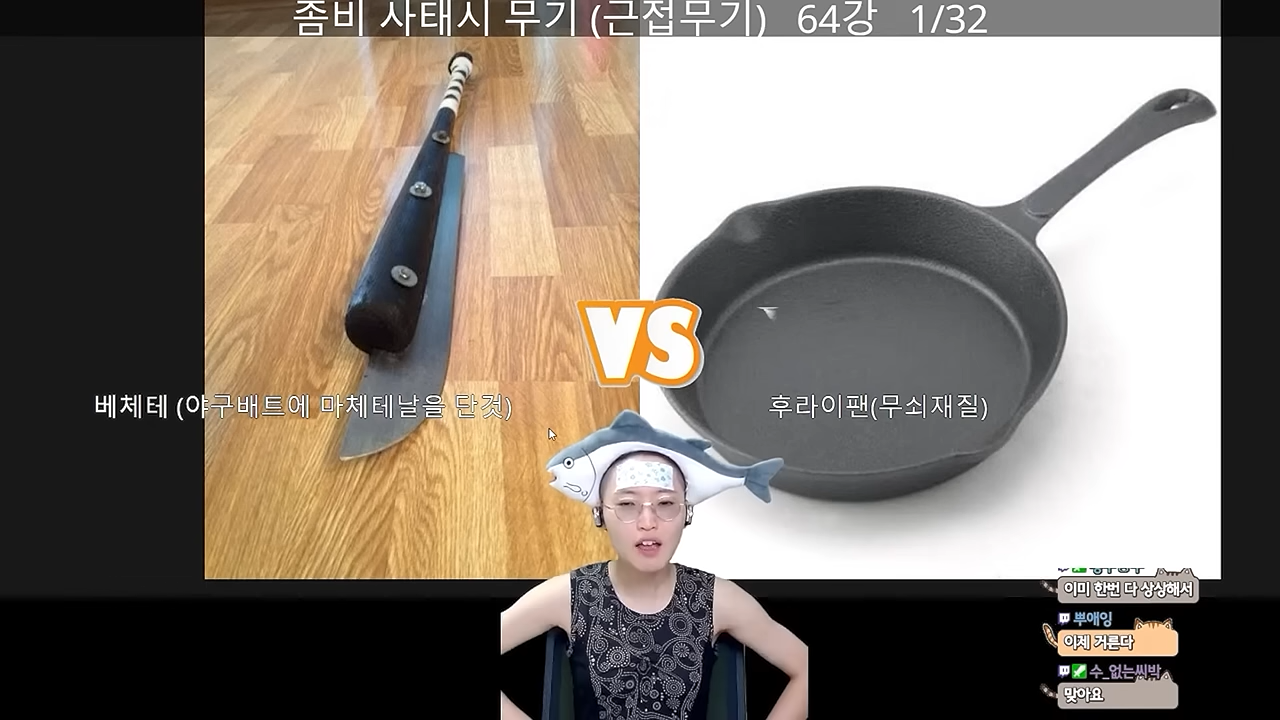 좀비 사태시 무기 (근접무기) 64강 1/32
VS
베체테 (야구배트에 마체테날을 단것)
후라이팬(무쇠재질)
이미 한번 다 상상해서
뿌애잉
이제 거른다
수_없는씨박
맞아요